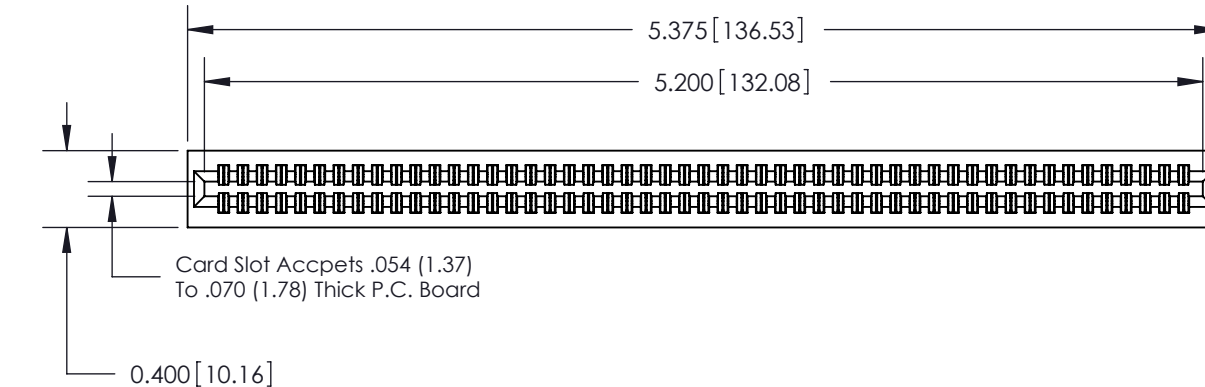 5.375[136.53]
5.200[132.08]
Card Slot Accpets .054 (1.37)
To .070 (1.78) Thick P.C. Board
0.400[10.16]